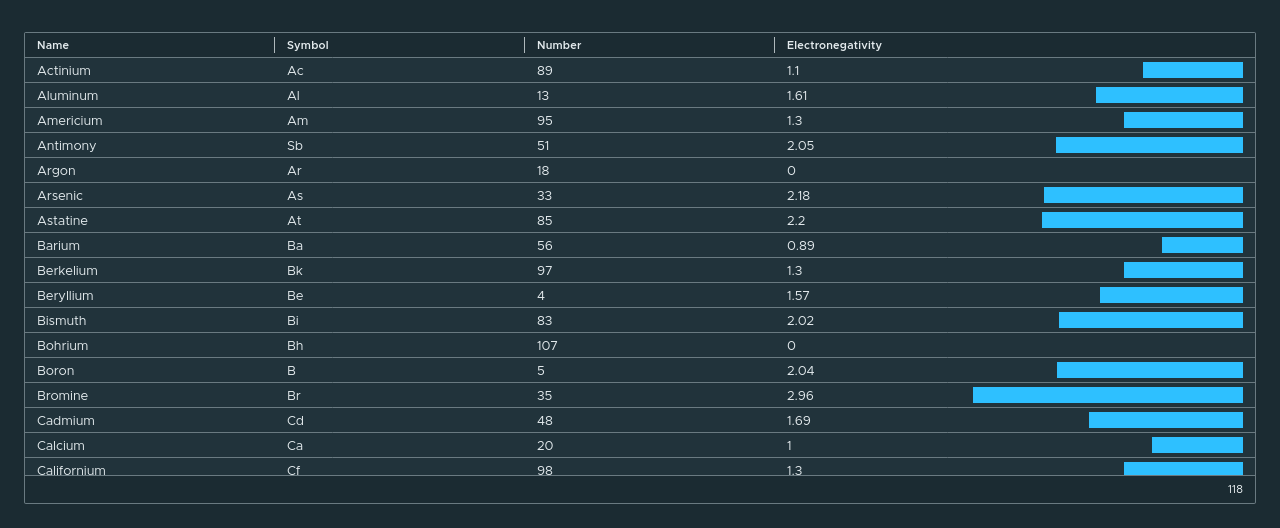 Name Symbol Number Electronegativity
Actinium Ac 89 1.1
Aluminum Al 13 1.61
Americium Am 95 1.3
Antimony Sb 51 2.05
Argon Ar 18 0
Arsenic As 33 2.18
Astatine At 85 2.2
Barium Ba 56 0.89
Berkelium Bk 97 1.3
Beryllium Be 4 1.57
Bismuth Bi 83 2.02
Bohrium Bh 107 0
Boron B 5 2.04
Bromine Br 35 2.96
Cadmium Cd 48 1.69
Calcium Ca 20 1
Californium Cf 98 1.3
118